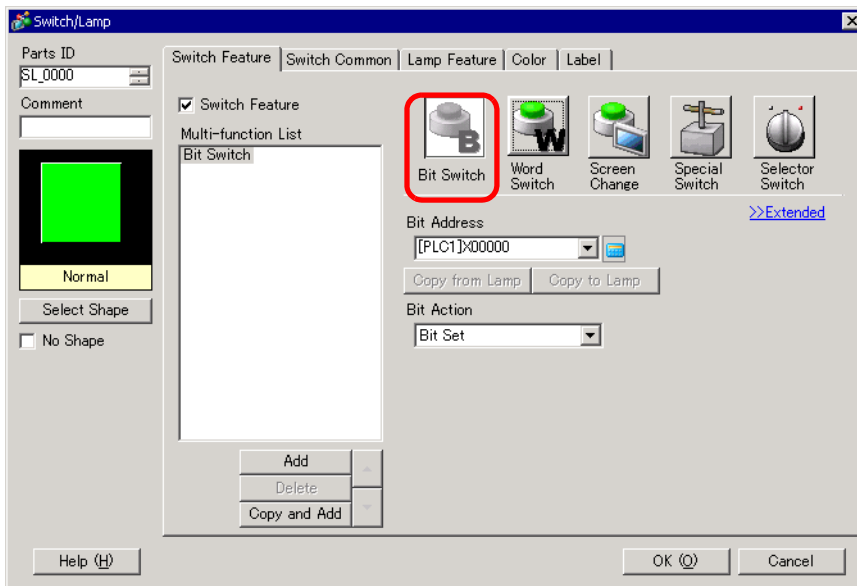 Switch/Lamp
Parts ID
SL_0000
Comment
Normal
Select Shape
No Shape
Switch Feature
Switch Common
Lamp Feature
Color
Label
Switch Feature
Multi-function List
Bit Switch
Add
Delete
Copy and Add
B
Bit Switch
W
Word
Switch
Screen
Change
Special
Switch
Selector
Switch
>>Extended
Bit Address
[PLC1]X00000
Copy from Lamp
Copy to Lamp
Bit Action
Bit Set
Help (H)
OK (O)
Cancel